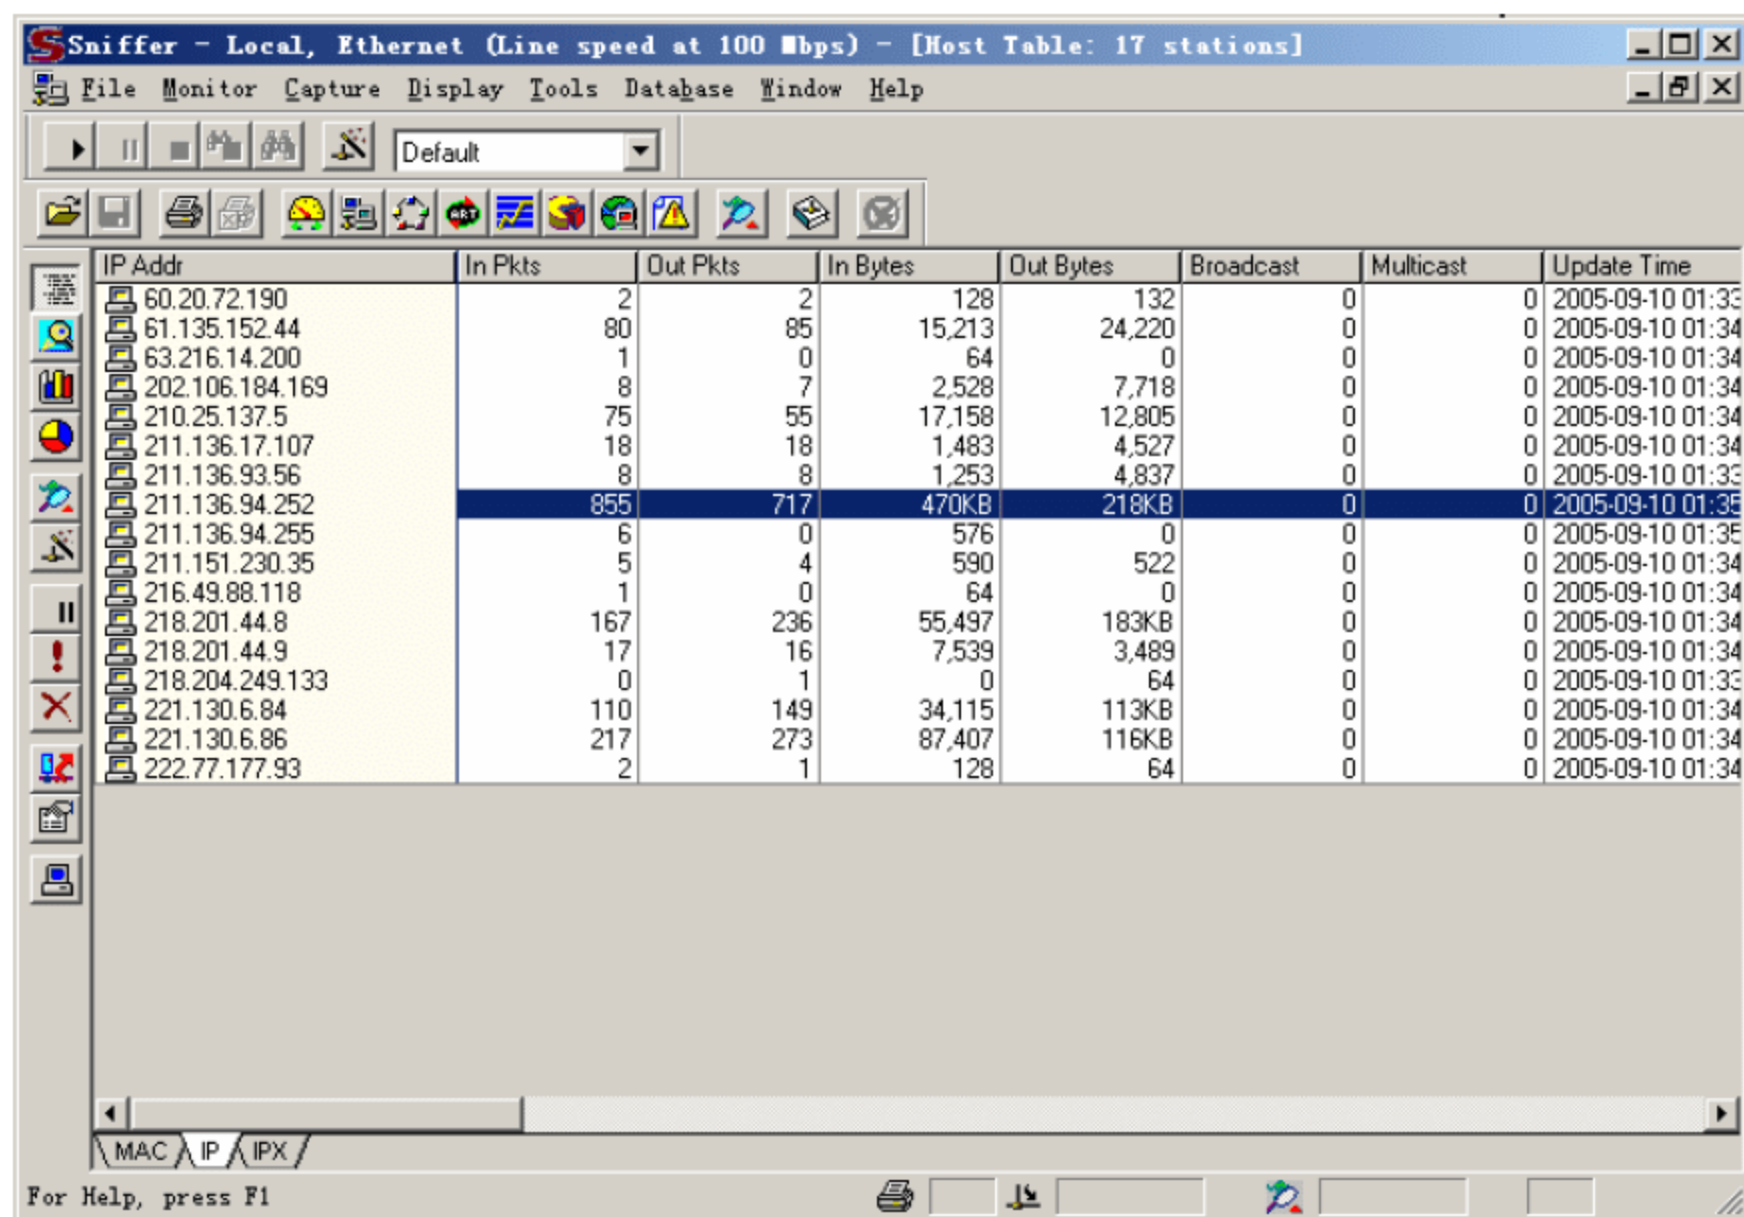 Sniffer - Local, Ethernet (Line speed at 100 Mbps) - [Host Table: 17 stations]
File Monitor Capture Display Tools Database Window Help
Default
IP Addr In Pkts Out Pkts In Bytes Out Bytes Broadcast Multicast Update Time
60.20.72.190 2 2 128 132 0 0 2005-09-10 01:33
61.135.152.44 80 85 15,213 24,220 0 0 2005-09-10 01:34
63.216.14.200 1 0 64 0 0 0 2005-09-10 01:34
202.106.184.169 8 7 2,528 7,718 0 0 2005-09-10 01:34
210.25.137.5 75 55 17,158 12,805 0 0 2005-09-10 01:34
211.136.17.107 18 18 1,483 4,527 0 0 2005-09-10 01:34
211.136.93.56 8 8 1,253 4,837 0 0 2005-09-10 01:33
211.136.94.252 855 717 470KB 218KB 0 0 2005-09-10 01:35
211.136.94.255 6 0 576 0 0 0 2005-09-10 01:35
211.151.230.35 5 4 590 522 0 0 2005-09-10 01:34
216.49.88.118 1 0 64 0 0 0 2005-09-10 01:34
218.201.44.8 167 236 55,497 183KB 0 0 2005-09-10 01:34
218.201.44.9 17 16 7,539 3,489 0 0 2005-09-10 01:34
218.204.249.133 0 1 0 64 0 0 2005-09-10 01:33
221.130.6.84 110 149 34,115 113KB 0 0 2005-09-10 01:34
221.130.6.86 217 273 87,407 116KB 0 0 2005-09-10 01:34
222.77.177.93 2 1 128 64 0 0 2005-09-10 01:34
MAC IP IPX
For Help, press F1